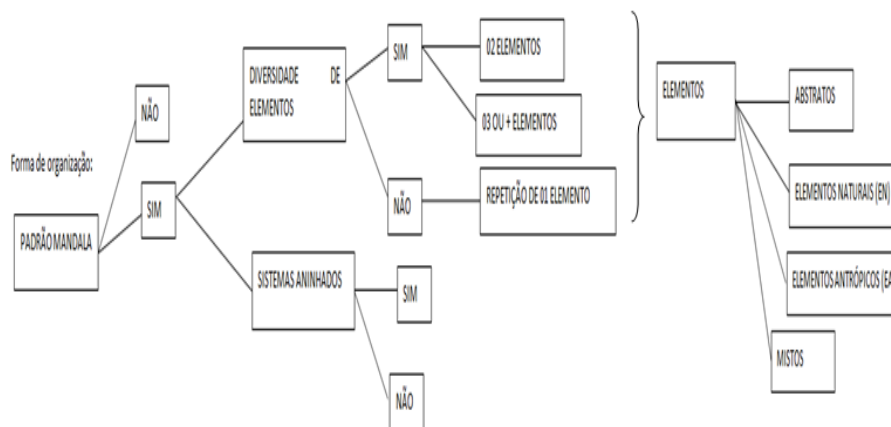 Forma de organização:
PADRÃO MANDALA
NÃO
SIM
DIVERSIDADE DE
ELEMENTOS
SISTEMAS ANINHADOS
SIM
NÃO
02 ELEMENTOS
03 OU + ELEMENTOS
REPETIÇÃO DE 01 ELEMENTO
SIM
NÃO
ELEMENTOS
ABSTRATOS
ELEMENTOS NATURAIS (EN)
ELEMENTOS ANTRÓPICOS (EA
MISTOS